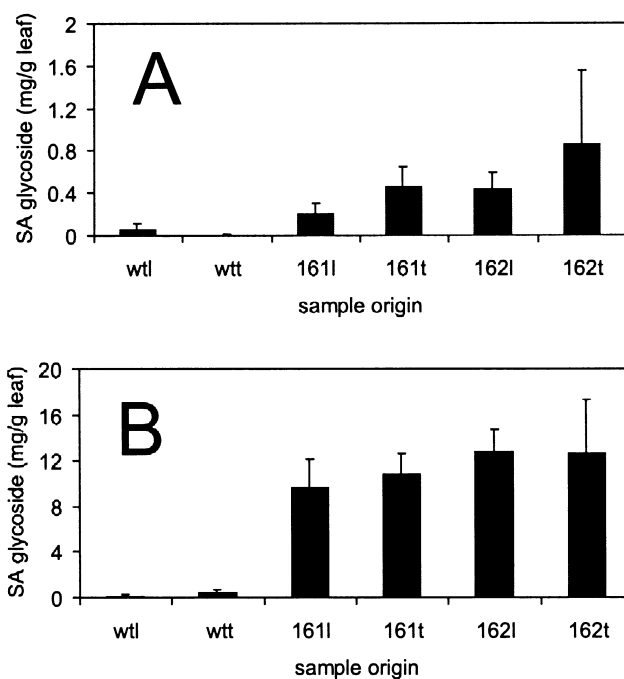 2
1.6
1.2
0.8
0.4
0
SA glycoside (mg/g leaf)
A
wtl wtt 161l 161t 162l 162t
sample origin
20
16
12
8
4
0
SA glycoside (mg/g leaf)
B
wtl wtt 161l 161t 162l 162t
sample origin